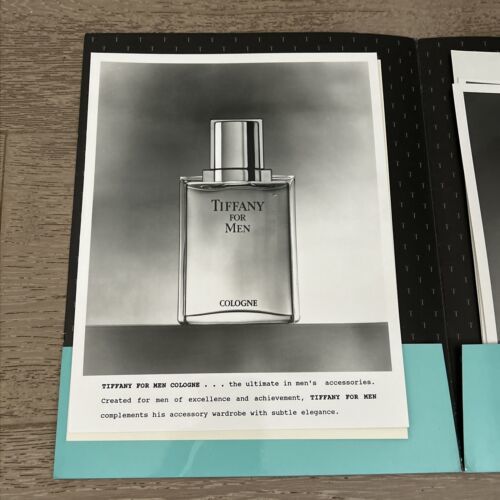 TIFFANY
FOR
MEN
COLOGNE
TIFFANY FOR MEN COLOGNE . . . the ultimate in men's accessories.
Created for men of excellence and achievement, TIFFANY FOR MEN
complements his accessory wardrobe with subtle elegance.